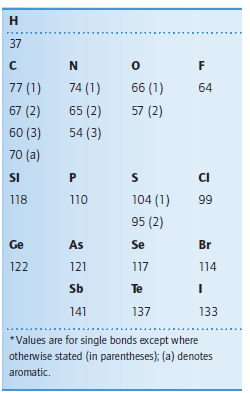 H
37
C N O F
77 (1) 74 (1) 66 (1) 64
67 (2) 65 (2) 57 (2)
60 (3) 54 (3)
70 (a)
SI P S Cl
118 110 104 (1) 99
95 (2)
Ge As Se Br
122 121 117 114
Sb Te I
141 137 133
*Values are for single bonds except where
otherwise stated (in parentheses); (a) denotes
aromatic.